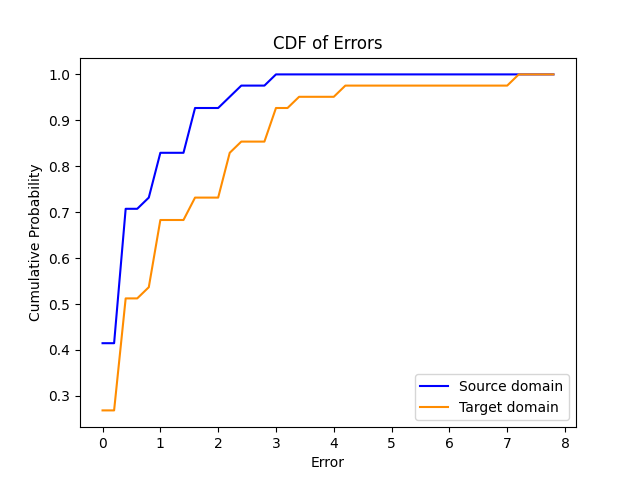 CDF of Errors
1.0
0.9
0.8
0.7
0.6
0.5
0.4
0.3
Cumulative Probability
0 1 2 3 4 5 6 7 8
Error
Source domain
Target domain